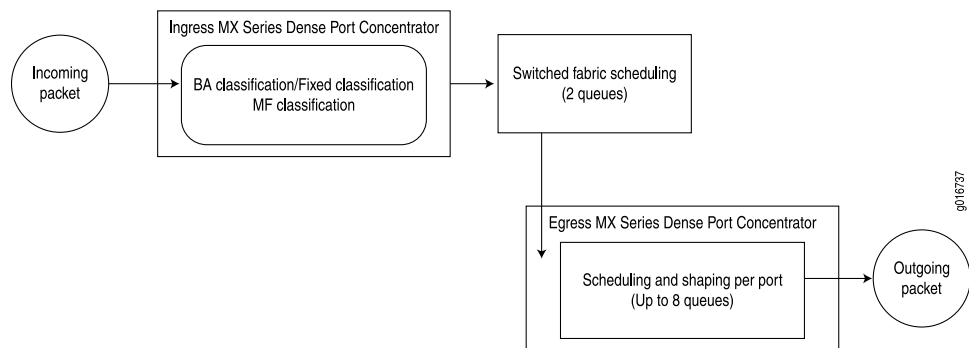 Ingress MX Series Dense Port Concentrator
Incoming
packet
BA classification/Fixed classification
MF classification
Switched fabric scheduling
(2 queues)
g016737
Egress MX Series Dense Port Concentrator
Scheduling and shaping per port
(Up to 8 queues)
Outgoing
packet